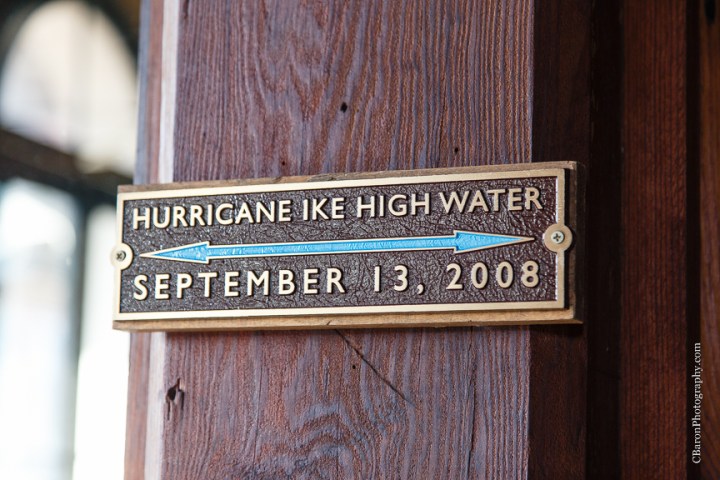 HURRICANE IKE HIGH WATER
SEPTEMBER 13, 2008
CBaronPhotography.com